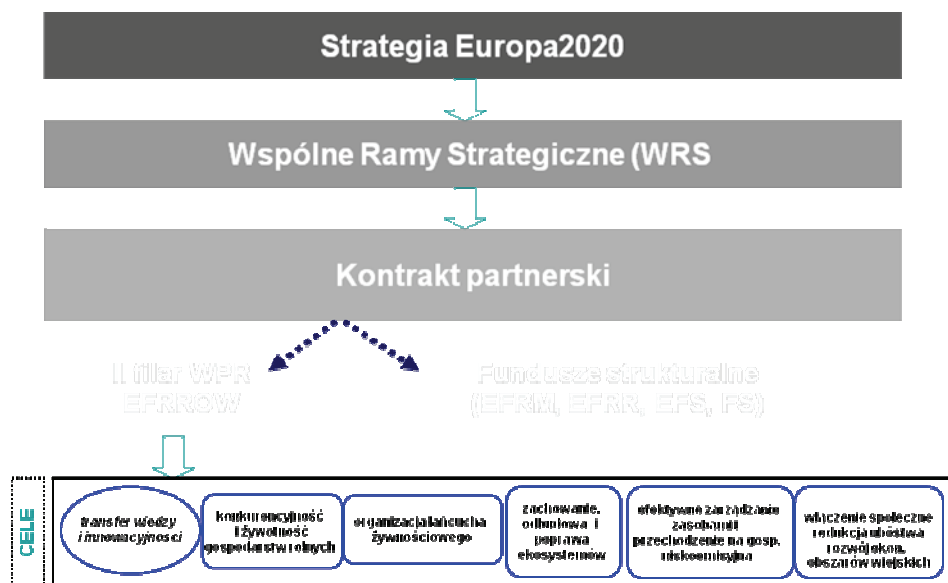 Strategia Europa2020
Wspólne Ramy Strategiczne (WRS
Kontrakt partnerski
II filar WPR
EFRROW
Fundusze strukturalne
(EFRM, EFRR, EFS, FS)
CELE
transfer wiedzy
i innowacyjności
konkurencyjność
i żywotność
gospodarstw rolnych
organizacja łańcucha
żywnościowego
zachowanie,
odbudowa i
poprawa
ekosystemów
efektywne zarządzanie
zasobami i
przechodzenie na gosp.
niskoemisyjna
włączenie społeczne
redukcja ubóstwa
rozwój ekon.
obszarów wiejskich